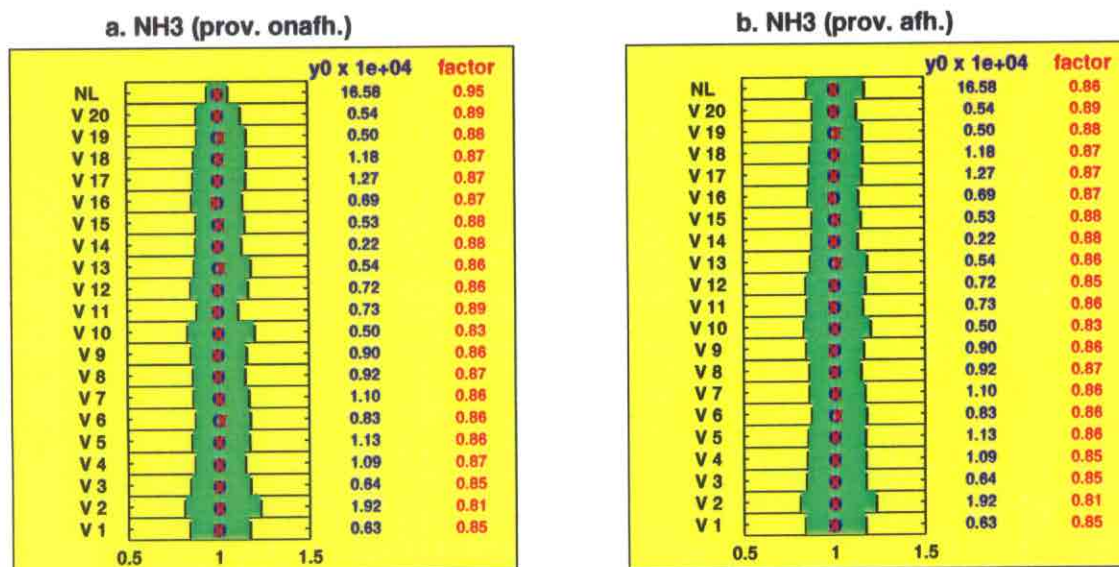 a. NH3 (prov. onafh.)
y0 x 1e+04 factor
NL 16.58 0.95
V 20 0.54 0.89
V 19 0.50 0.88
V 18 1.18 0.87
V 17 1.27 0.87
V 16 0.69 0.87
V 15 0.53 0.88
V 14 0.22 0.88
V 13 0.54 0.86
V 12 0.72 0.86
V 11 0.73 0.89
V 10 0.50 0.83
V 9 0.90 0.86
V 8 0.92 0.87
V 7 1.10 0.86
V 6 0.83 0.86
V 5 1.13 0.86
V 4 1.09 0.87
V 3 0.64 0.85
V 2 1.92 0.81
V 1 0.63 0.85
0.5 1 1.5
b. NH3 (prov. afh.)
y0 x 1e+04 factor
NL 16.58 0.86
V 20 0.54 0.89
V 19 0.50 0.88
V 18 1.18 0.87
V 17 1.27 0.87
V 16 0.69 0.87
V 15 0.53 0.88
V 14 0.22 0.88
V 13 0.54 0.86
V 12 0.72 0.85
V 11 0.73 0.86
V 10 0.50 0.83
V 9 0.90 0.86
V 8 0.92 0.87
V 7 1.10 0.86
V 6 0.83 0.86
V 5 1.13 0.86
V 4 1.09 0.85
V 3 0.64 0.85
V 2 1.92 0.81
V 1 0.63 0.85
0.5 1 1.5